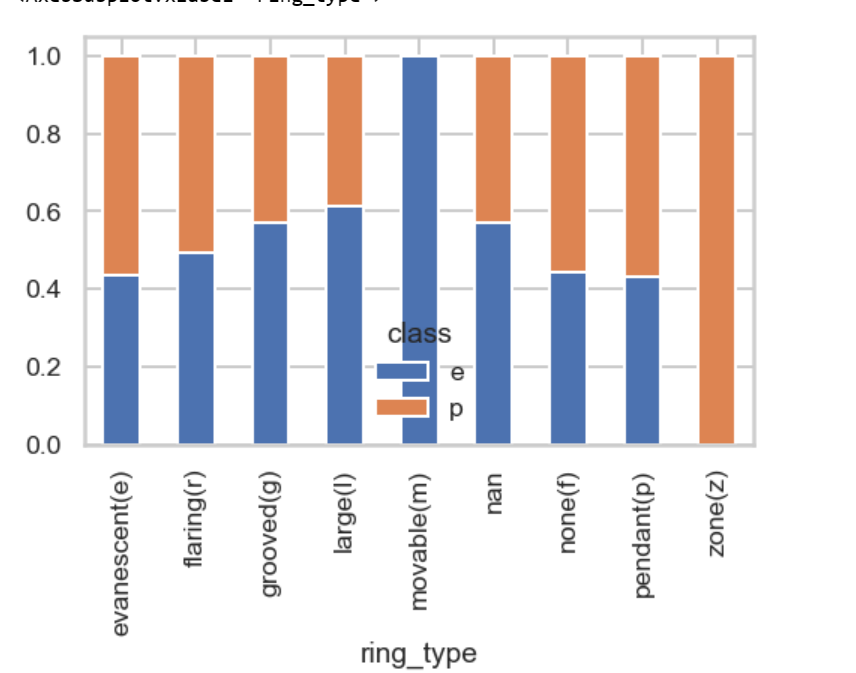 1.0
0.8
0.6
0.4
0.2
0.0
class
e
p
evanescent(e)
flaring(r)
grooved(g)
large(l)
movable(m)
nan
none(f)
pendant(p)
zone(z)
ring_type